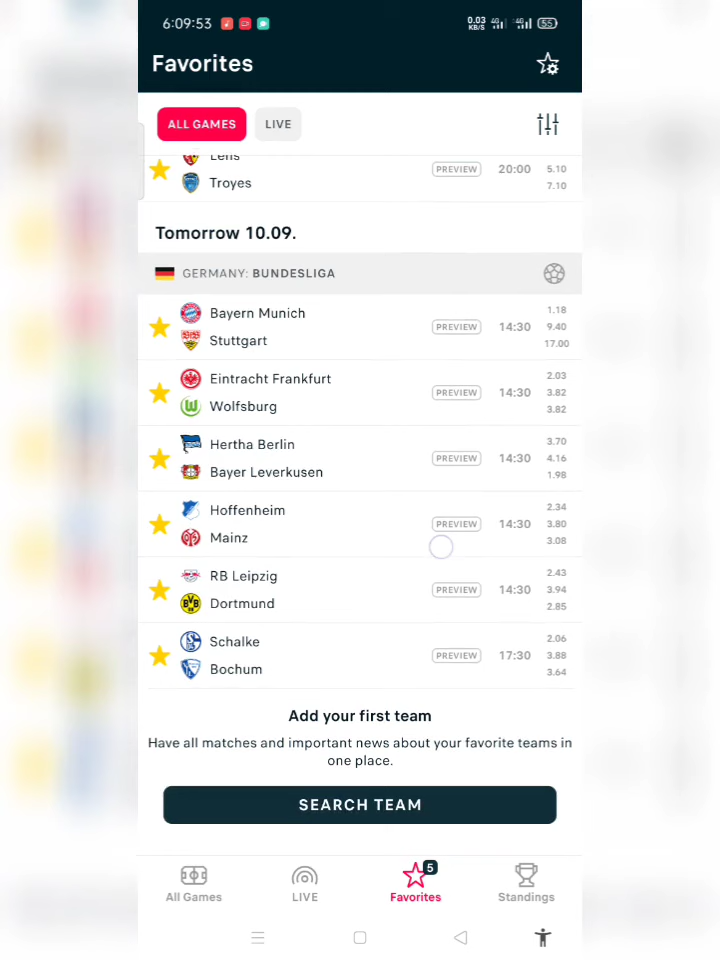 6:09:53 0.03 KB/S 4G 4G 55
Favorites
ALL GAMES LIVE
Lens
PREVIEW 20:00 5.10
Troyes 7.10
Tomorrow 10.09.
GERMANY: BUNDESLIGA
Bayern Munich 1.18
PREVIEW 14:30 9.40
Stuttgart 17.00
Eintracht Frankfurt 2.03
PREVIEW 14:30 3.82
Wolfsburg 3.82
Hertha Berlin 3.70
PREVIEW 14:30 4.16
Bayer Leverkusen 1.98
Hoffenheim 2.34
PREVIEW 14:30 3.80
Mainz 3.08
RB Leipzig 2.43
PREVIEW 14:30 3.94
Dortmund 2.85
Schalke 2.06
PREVIEW 17:30 3.88
Bochum 3.64
Add your first team
Have all matches and important news about your favorite teams in
one place.
SEARCH TEAM
5
All Games LIVE Favorites Standings